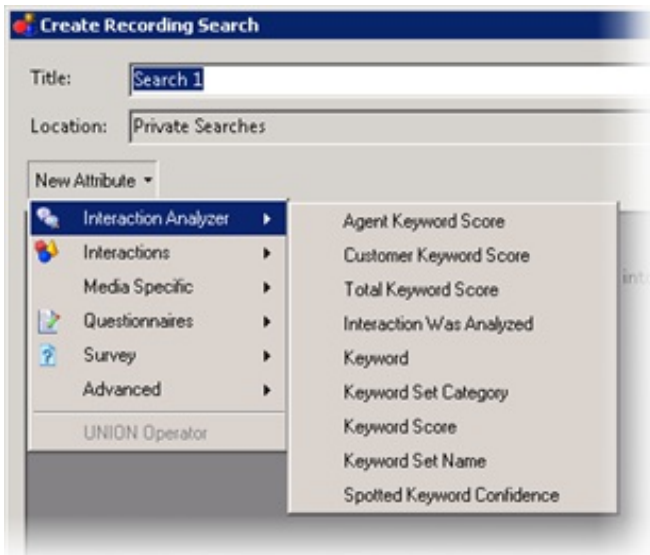 Create Recording Search
Title: Search 1
Location: Private Searches
New Attribute
Interaction Analyzer
Interactions
Media Specific
Questionnaires
Survey
Advanced
UNION Operator
Agent Keyword Score
Customer Keyword Score
Total Keyword Score
Interaction Was Analyzed
Keyword
Keyword Set Category
Keyword Score
Keyword Set Name
Spotted Keyword Confidence